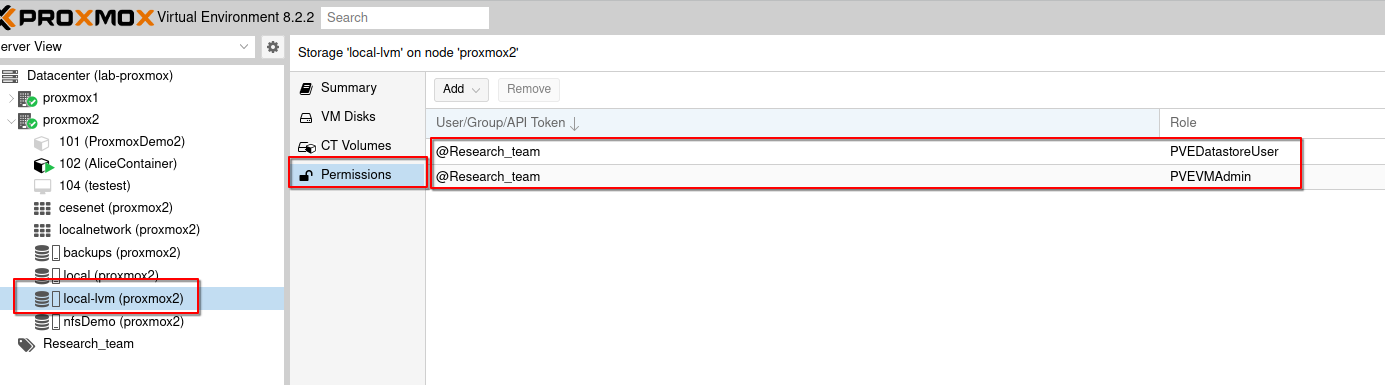 PROXMOX Virtual Environment 8.2.2 Search
erver View
Storage 'local-lvm' on node 'proxmox2'
Datacenter (lab-proxmox)
proxmox1
proxmox2
101 (ProxmoxDemo2)
102 (AliceContainer)
104 (testest)
cesenet (proxmox2)
localnetwork (proxmox2)
backups (proxmox2)
local (proxmox2)
local-lvm (proxmox2)
nfsDemo (proxmox2)
Research_team
Summary
VM Disks
CT Volumes
Permissions
Add Remove
User/Group/API Token Role
@Research_team PVEDatastoreUser
@Research_team PVEVMAdmin